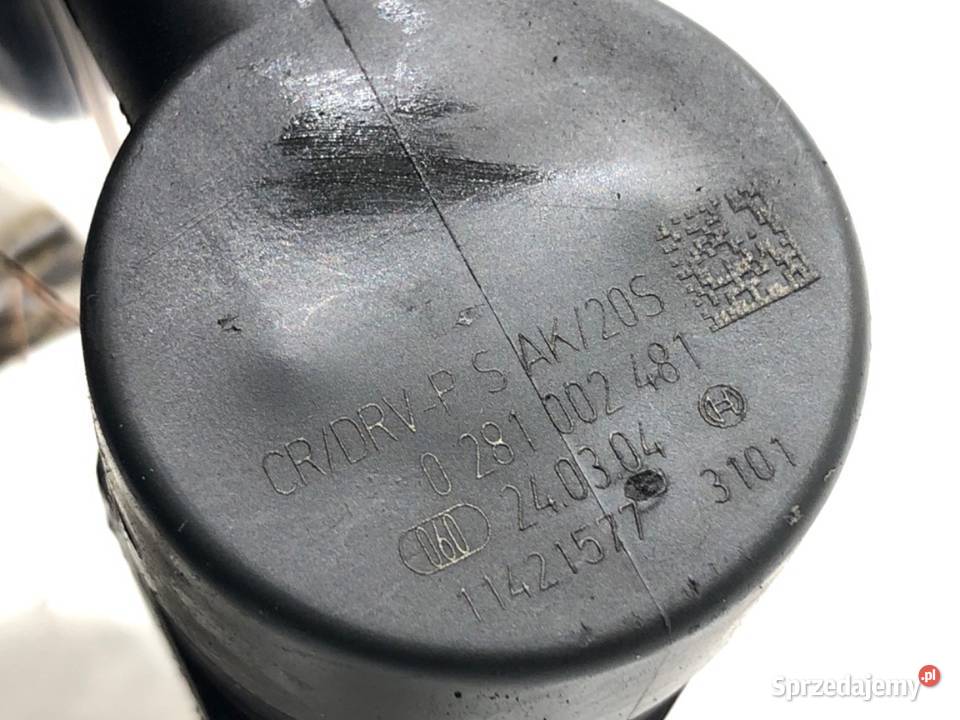 CR/DRV-P S AK/20S
0 281 002 481
060 24.03.04 H
11421577 3101
Sprzedajemy.pl